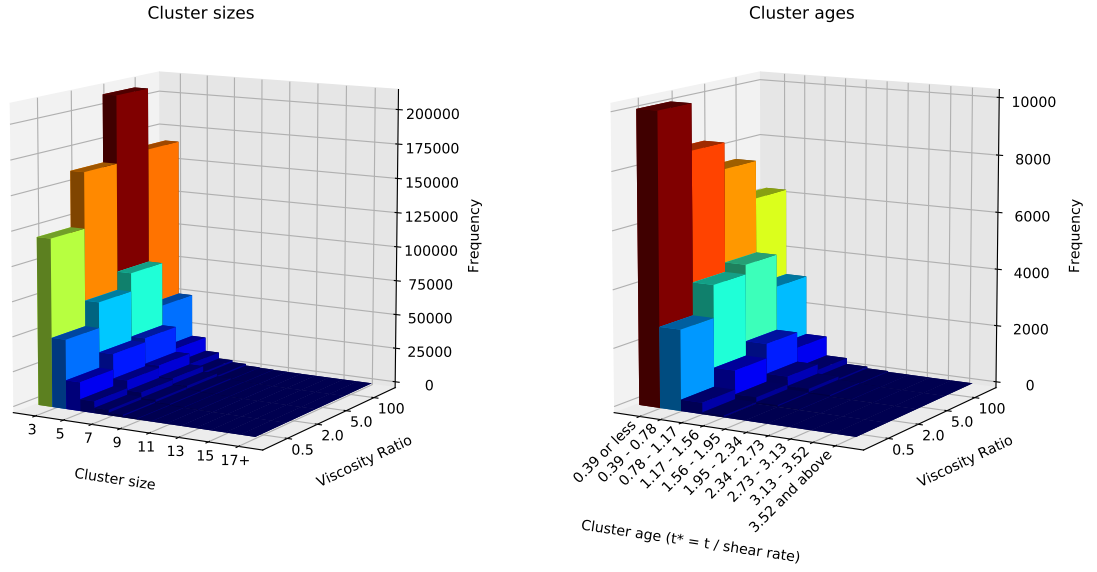 Cluster sizes
200000
175000
150000
125000
100000
75000
50000
25000
0
Frequency
3
5
7
9
11
13
15
17+
Cluster size
0.5
2.0
5.0
100
Viscosity Ratio
Cluster ages
10000
8000
6000
4000
2000
0
Frequency
0.39 or less
0.39 - 0.78
0.78 - 1.17
1.17 - 1.56
1.56 - 1.95
1.95 - 2.34
2.34 - 2.73
2.73 - 3.13
3.13 - 3.52
3.52 and above
Cluster age (t* = t / shear rate)
0.5
2.0
5.0
100
Viscosity Ratio